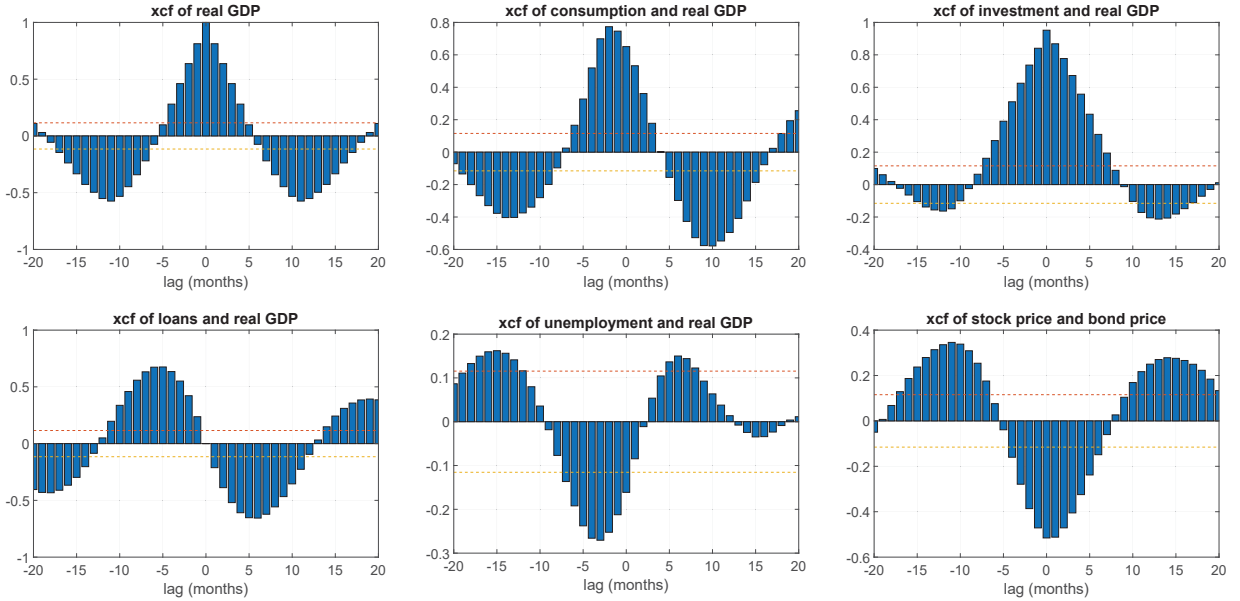 xcf of real GDP
1
0.5
0
-0.5
-1
-20 -15 -10 -5 0 5 10 15 20
lag (months)
xcf of consumption and real GDP
0.8
0.6
0.4
0.2
0
-0.2
-0.4
-0.6
-20 -15 -10 -5 0 5 10 15 20
lag (months)
xcf of investment and real GDP
1
0.8
0.6
0.4
0.2
0
-0.2
-0.4
-20 -15 -10 -5 0 5 10 15 20
lag (months)
xcf of loans and real GDP
1
0.5
0
-0.5
-1
-20 -15 -10 -5 0 5 10 15 20
lag (months)
xcf of unemployment and real GDP
0.2
0.1
0
-0.1
-0.2
-0.3
-20 -15 -10 -5 0 5 10 15 20
lag (months)
xcf of stock price and bond price
0.4
0.2
0
-0.2
-0.4
-0.6
-20 -15 -10 -5 0 5 10 15 20
lag (months)